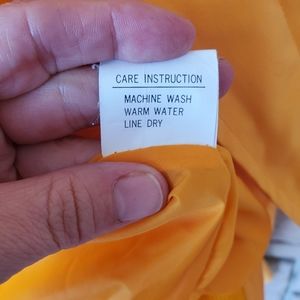 CARE INSTRUCTION
MACHINE WASH
WARM WATER
LINE DRY